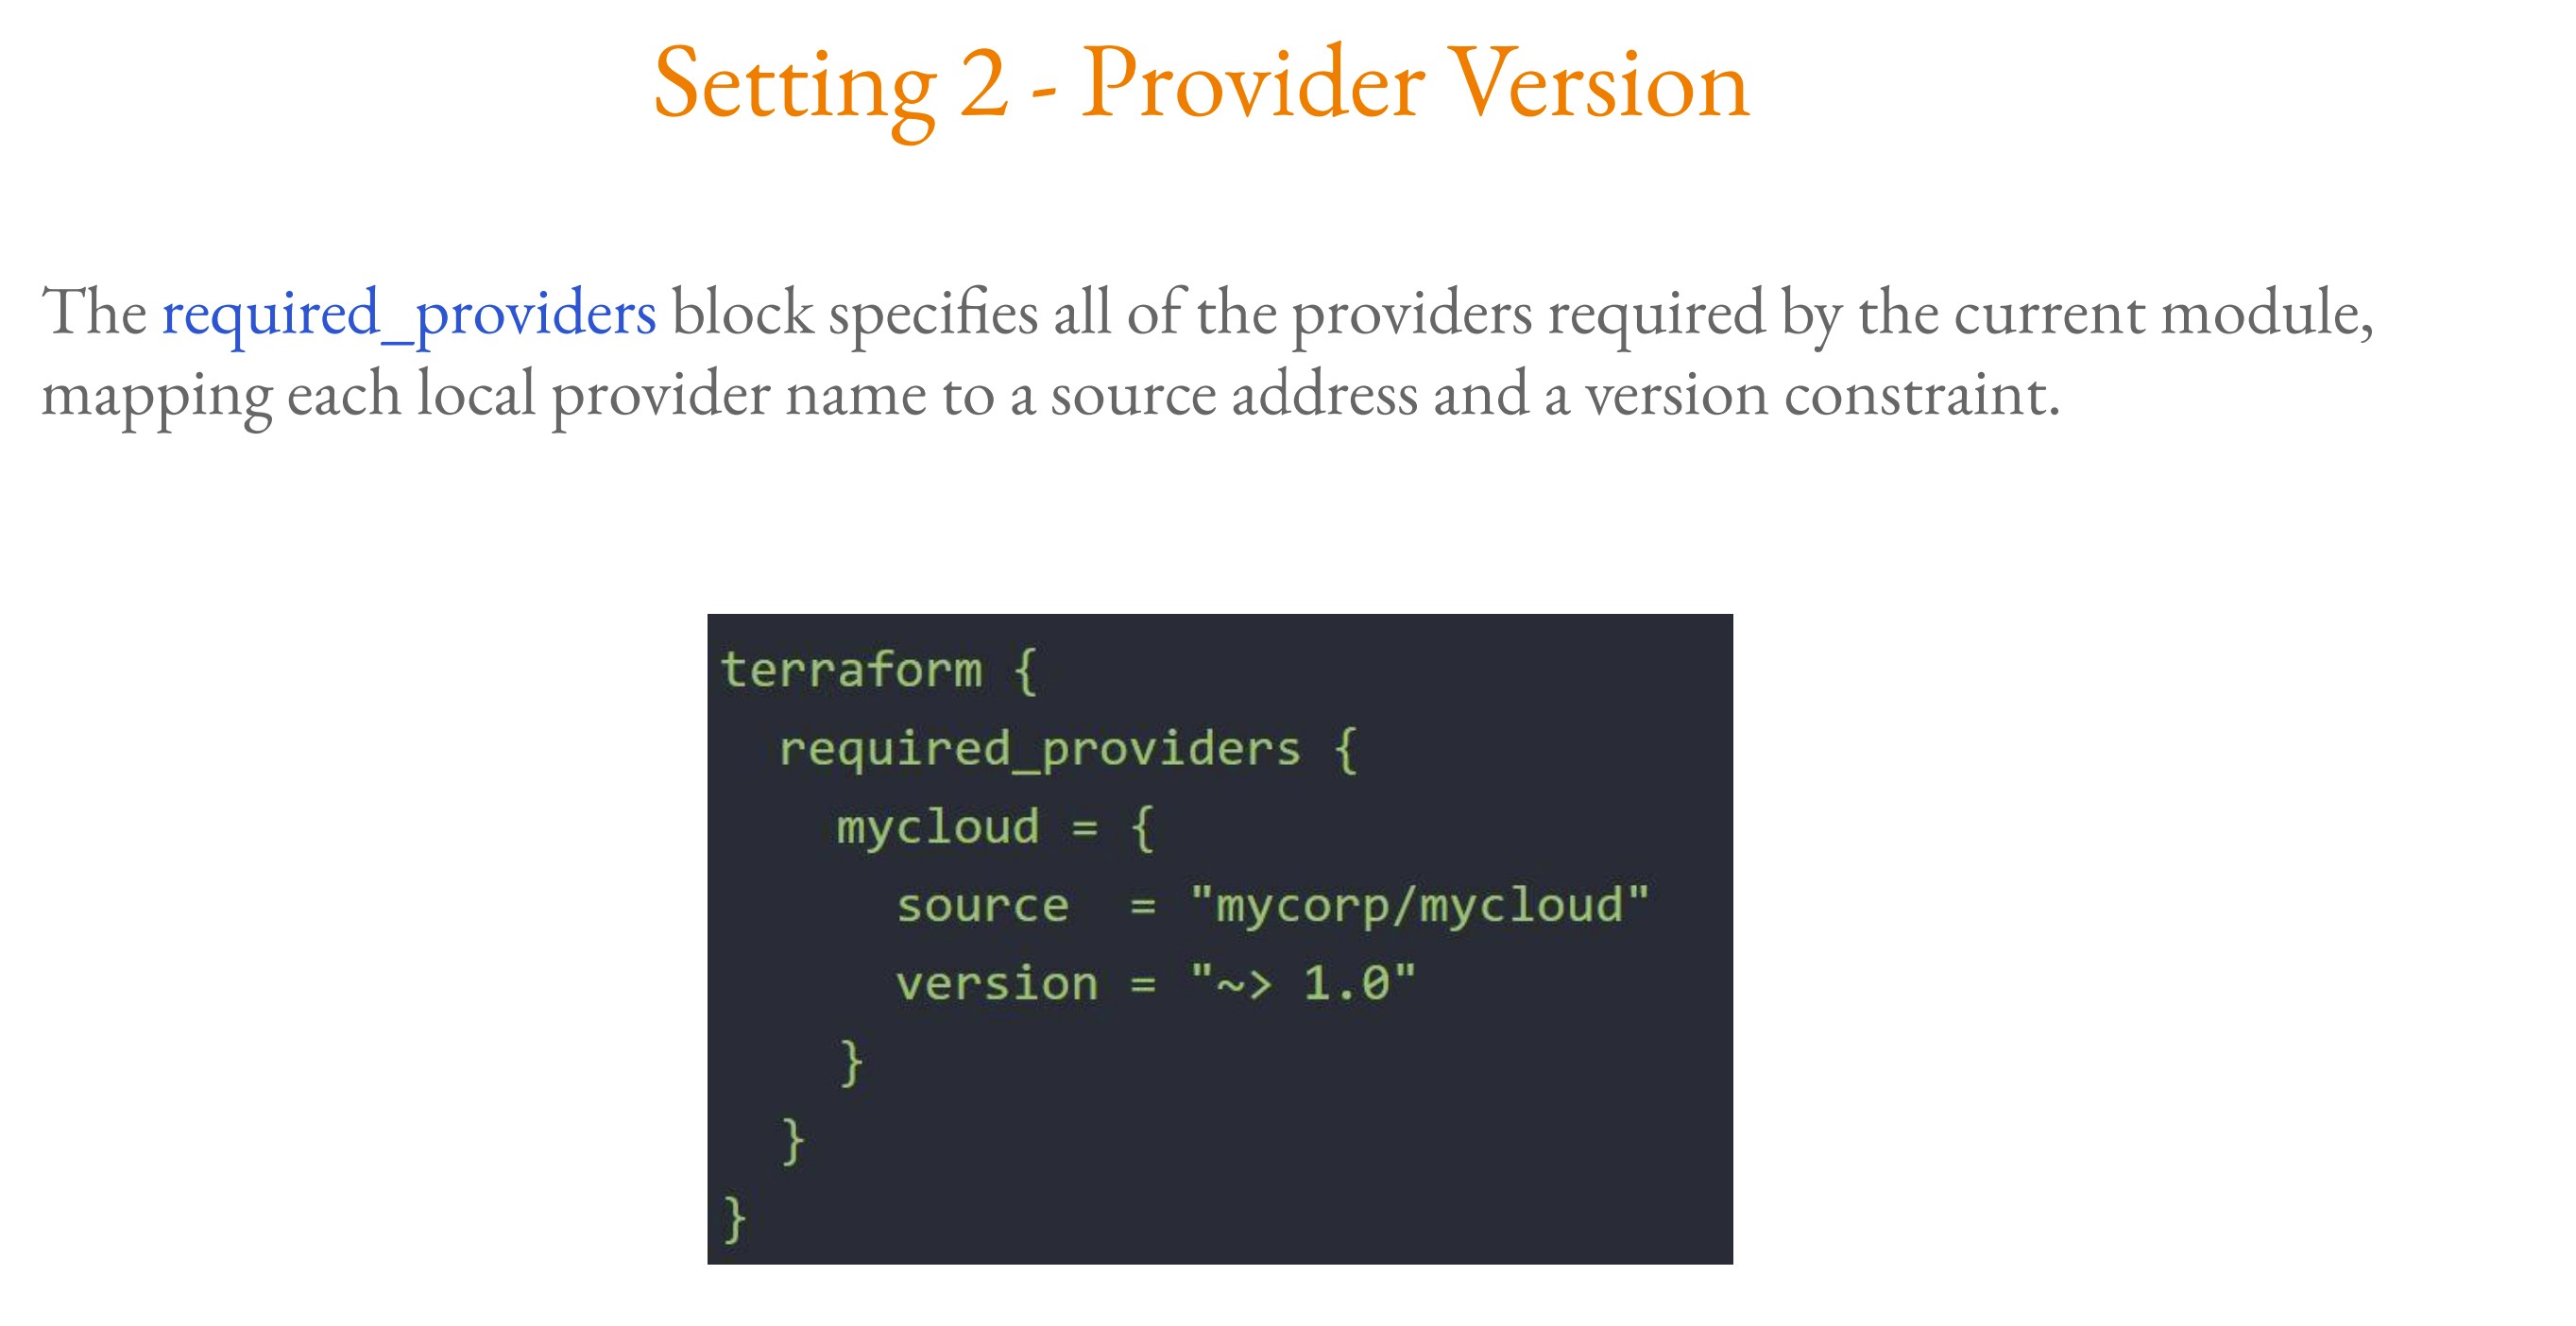 Setting 2 - Provider Version
The required_providers block specifies all of the providers required by the current module,
mapping each local provider name to a source address and a version constraint.
terraform {
  required_providers {
    mycloud = {
      source  = "mycorp/mycloud"
      version = "~> 1.0"
    }
  }
}